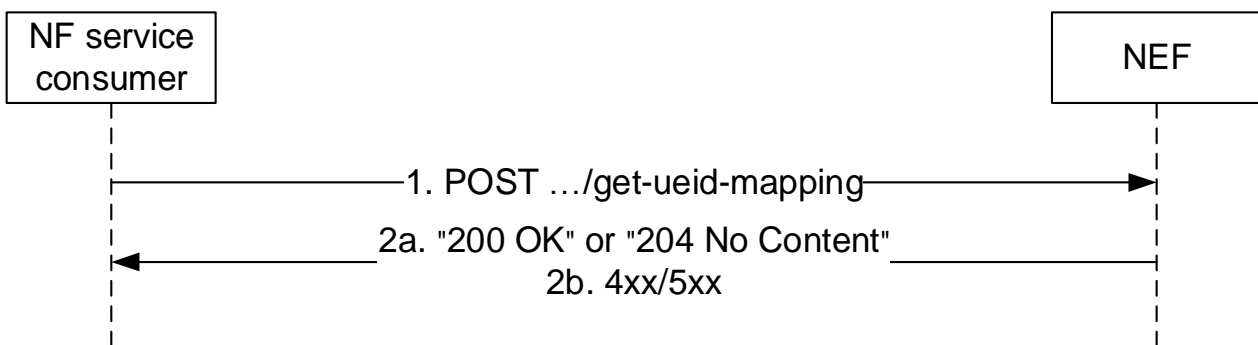 NF service
consumer
NEF
1. POST …/get-ueid-mapping
2a. "200 OK" or "204 No Content"
2b. 4xx/5xx